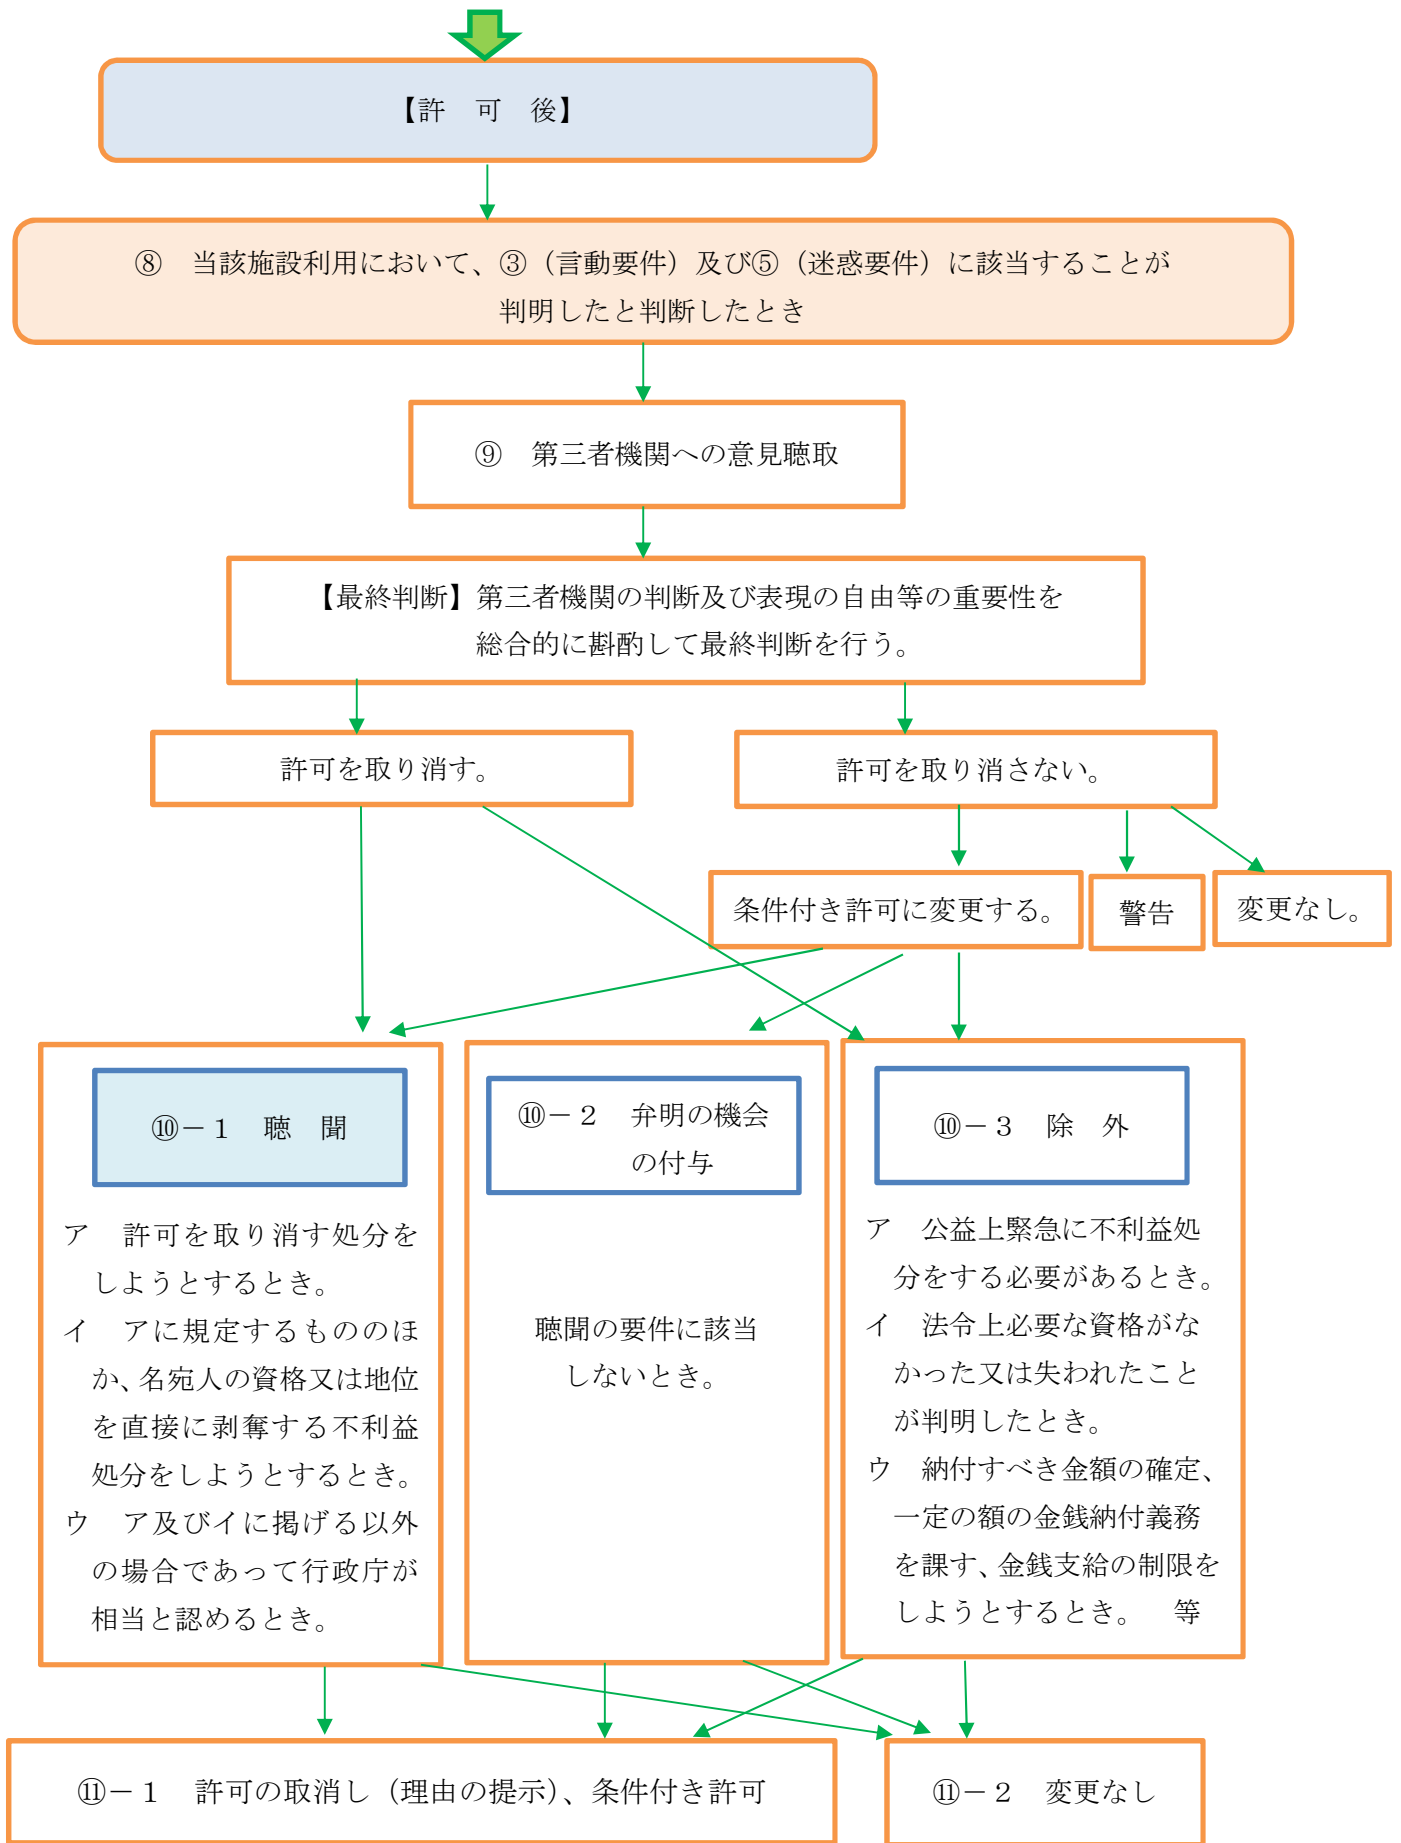 【許　可　後】
⑧　当該施設利用において、③（言動要件）及び⑤（迷惑要件）に該当することが
判明したと判断したとき
⑨　第三者機関への意見聴取
【最終判断】第三者機関の判断及び表現の自由等の重要性を
総合的に斟酌して最終判断を行う。
許可を取り消す。
許可を取り消さない。
条件付き許可に変更する。
警告
変更なし。
⑩－１　聴　聞
ア　許可を取り消す処分を
しようとするとき。
イ　アに規定するもののほ
か、名宛人の資格又は地位
を直接に剥奪する不利益
処分をしようとするとき。
ウ　ア及びイに掲げる以外
の場合であって行政庁が
相当と認めるとき。
⑩－２　弁明の機会
の付与
聴聞の要件に該当
しないとき。
⑩－３　除　外
ア　公益上緊急に不利益処
分をする必要があるとき。
イ　法令上必要な資格がな
かった又は失われたこと
が判明したとき。
ウ　納付すべき金額の確定、
一定の額の金銭納付義務
を課す、金銭支給の制限を
しようとするとき。　等
⑪－１　許可の取消し（理由の提示）、条件付き許可
⑪－２　変更なし